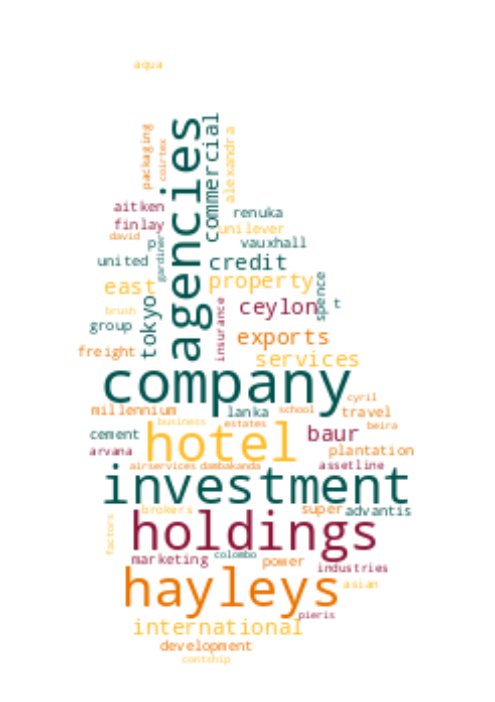 aqua
packaging
coirtex
agencies
commercial
alexandra
aitken
renuka
finlay
unilever
david
p
gardiner
vauxhall
united
credit
east
property
spence
t
tokyo
insurance
ceylon
brush
group
exports
freight
services
company
cyril
millennium
lanka
school
travel
business
estates
beira
cement
hotel
baur
arvana
plantation
airservices
dambakanda
assetline
investment
brokers
super
advantis
factors
holdings
colombo
marketing
power
industries
hayleys
asian
pieris
international
development
contship